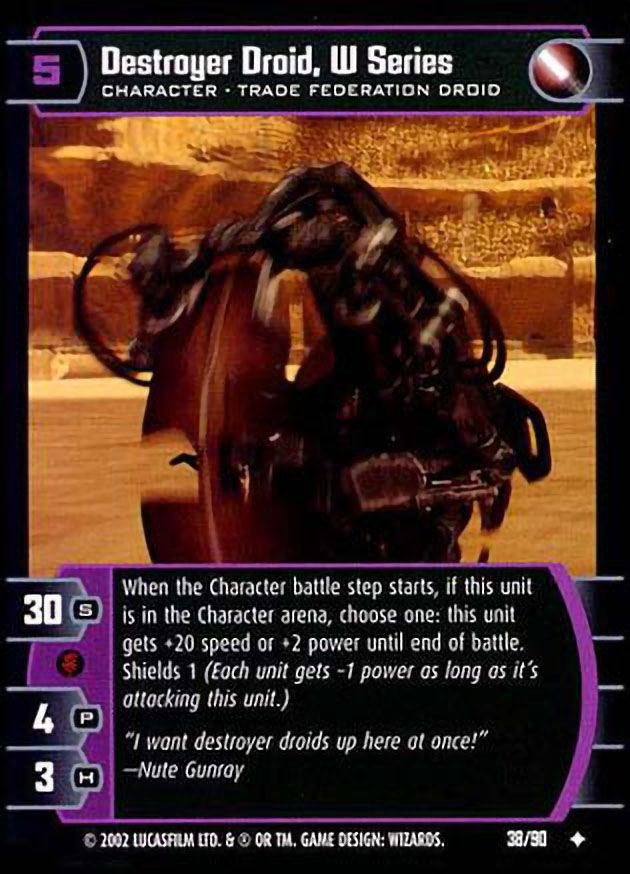 5
Destroyer Droid, W Series
CHARACTER · TRADE FEDERATION DROID
30 S
4 P
3 H
When the Character battle step starts, if this unit
is in the Character arena, choose one: this unit
gets +20 speed or +2 power until end of battle.
Shields 1 (Each unit gets -1 power as long as it's
attacking this unit.)
"I want destroyer droids up here at once!"
—Nute Gunray
© 2002 LUCASFILM LTD. & ® OR TM. GAME DESIGN: WIZARDS.
38/90